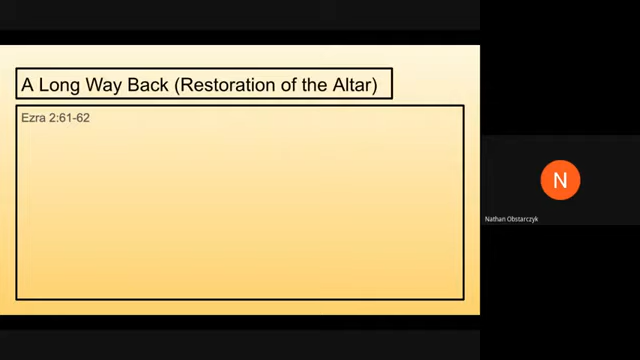 A Long Way Back (Restoration of the Altar)
Ezra 2:61-62
N
Nathan Obstarczyk